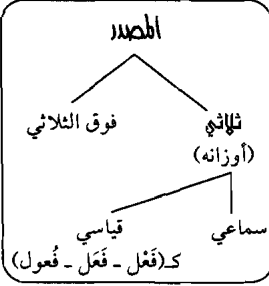 المصدر
ثلاثي فوق الثلاثي
(أوزانه)
سماعي قياسي
كـ(فَعْل ـ فَعَل ـ فُعول)